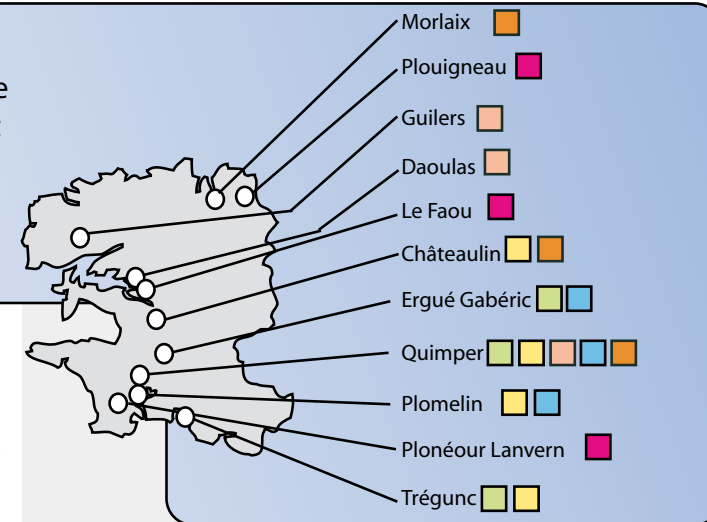 Morlaix
Plouigneau
Guilers
Daoulas
Le Faou
Châteaulin
Ergué Gabéric
Quimper
Plomelin
Plonéour Lanvern
Trégunc